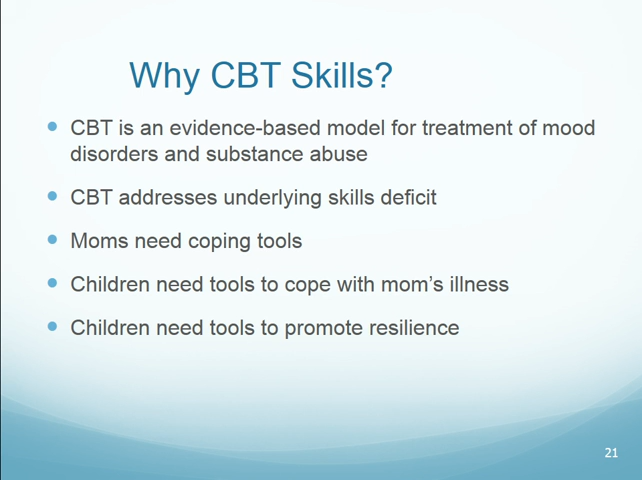 Why CBT Skills?
CBT is an evidence-based model for treatment of mood
disorders and substance abuse
CBT addresses underlying skills deficit
Moms need coping tools
Children need tools to cope with mom’s illness
Children need tools to promote resilience
21